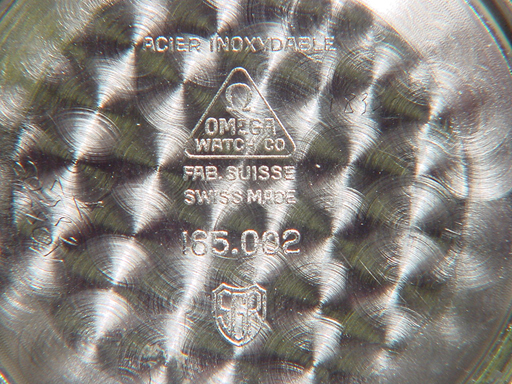 ACIER INOXYDABLE
Ω
OMEGA
WATCH CO
FAB. SUISSE
SWISS MADE
165.002